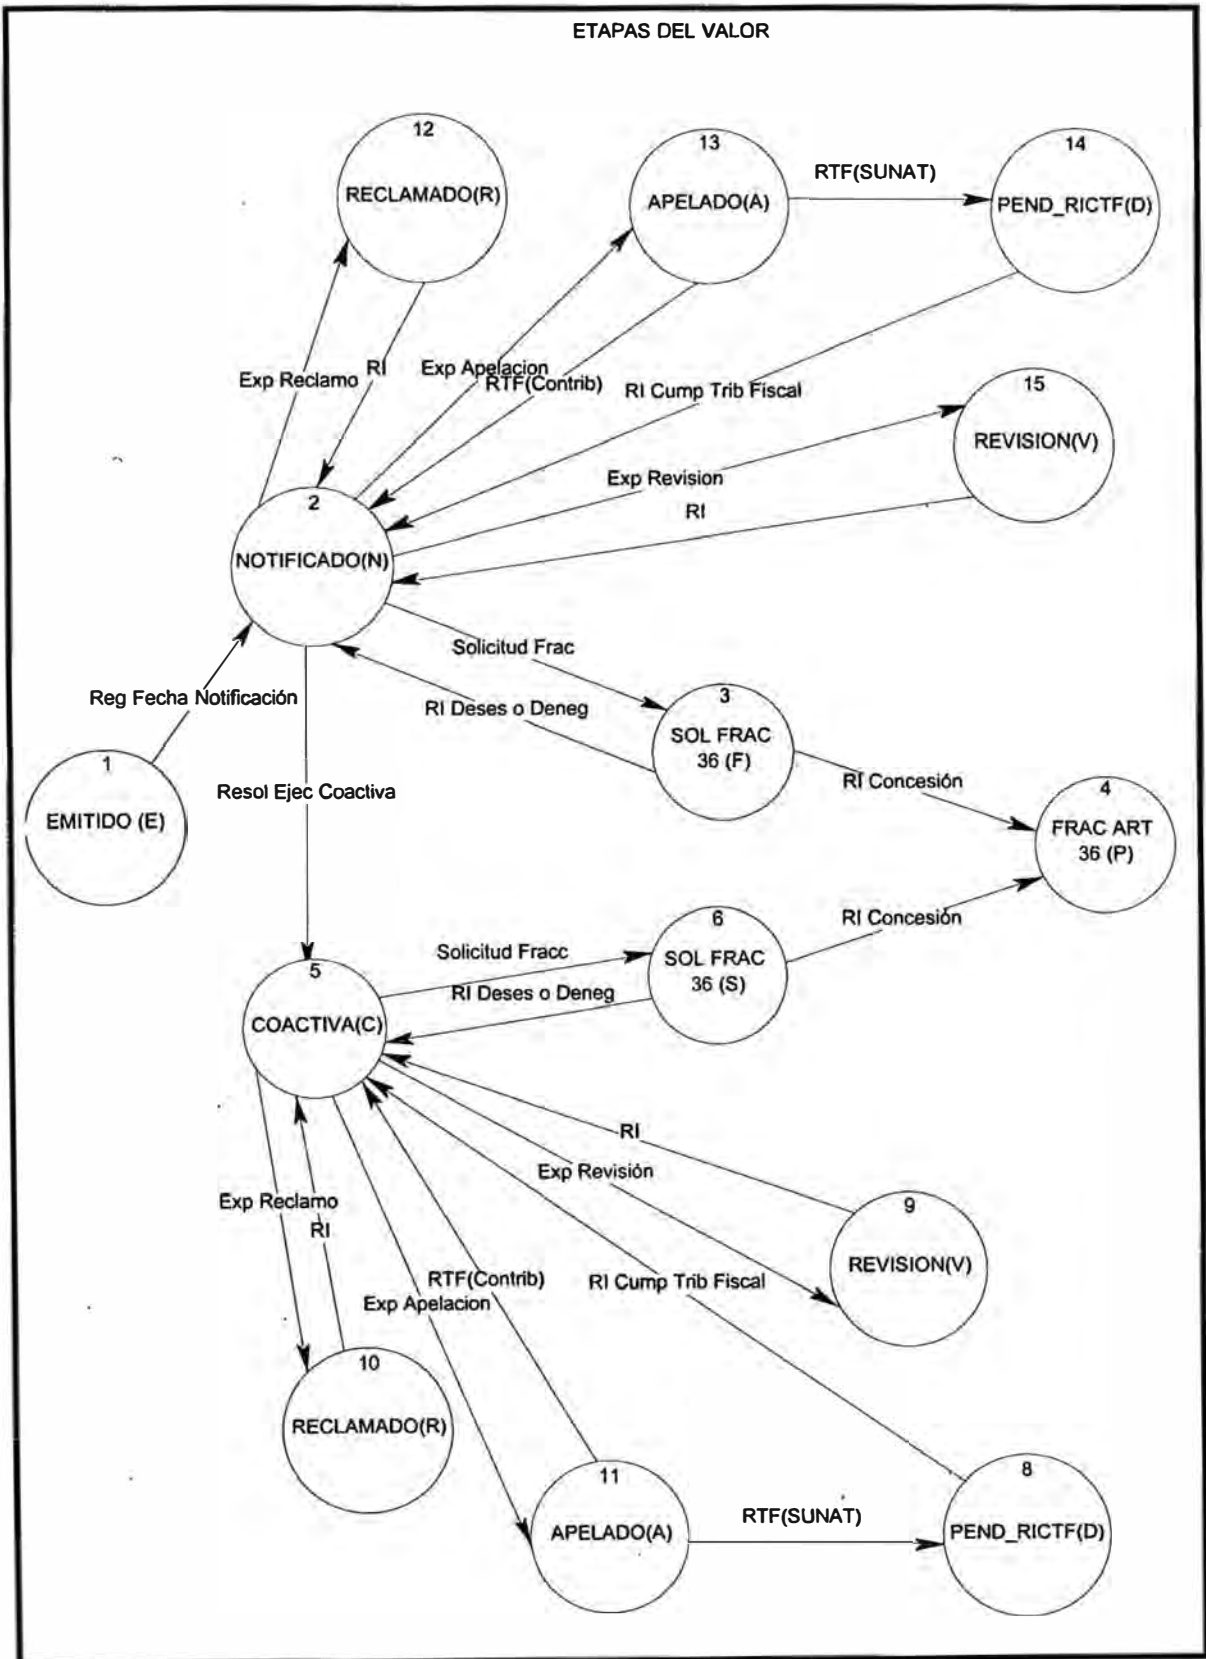 ETAPAS DEL VALOR
12
RECLAMADO(R)
13
APELADO(A)
RTF(SUNAT)
14
PEND_RICTF(D)
Exp Reclamo
RI
Exp Apelacion
RTF(Contrib)
RI Cump Trib Fiscal
15
REVISION(V)
Exp Revision
RI
2
NOTIFICADO(N)
Solicitud Frac
RI Deses o Deneg
Reg Fecha Notificación
3
SOL FRAC
36 (F)
1
EMITIDO (E)
Resol Ejec Coactiva
RI Concesión
4
FRAC ART
36 (P)
RI Concesión
6
SOL FRAC
36 (S)
Solicitud Fracc
RI Deses o Deneg
5
COACTIVA(C)
RI
Exp Revisión
Exp Reclamo
RI
9
REVISION(V)
RTF(Contrib)
Exp Apelacion
RI Cump Trib Fiscal
10
RECLAMADO(R)
11
APELADO(A)
RTF(SUNAT)
8
PEND_RICTF(D)